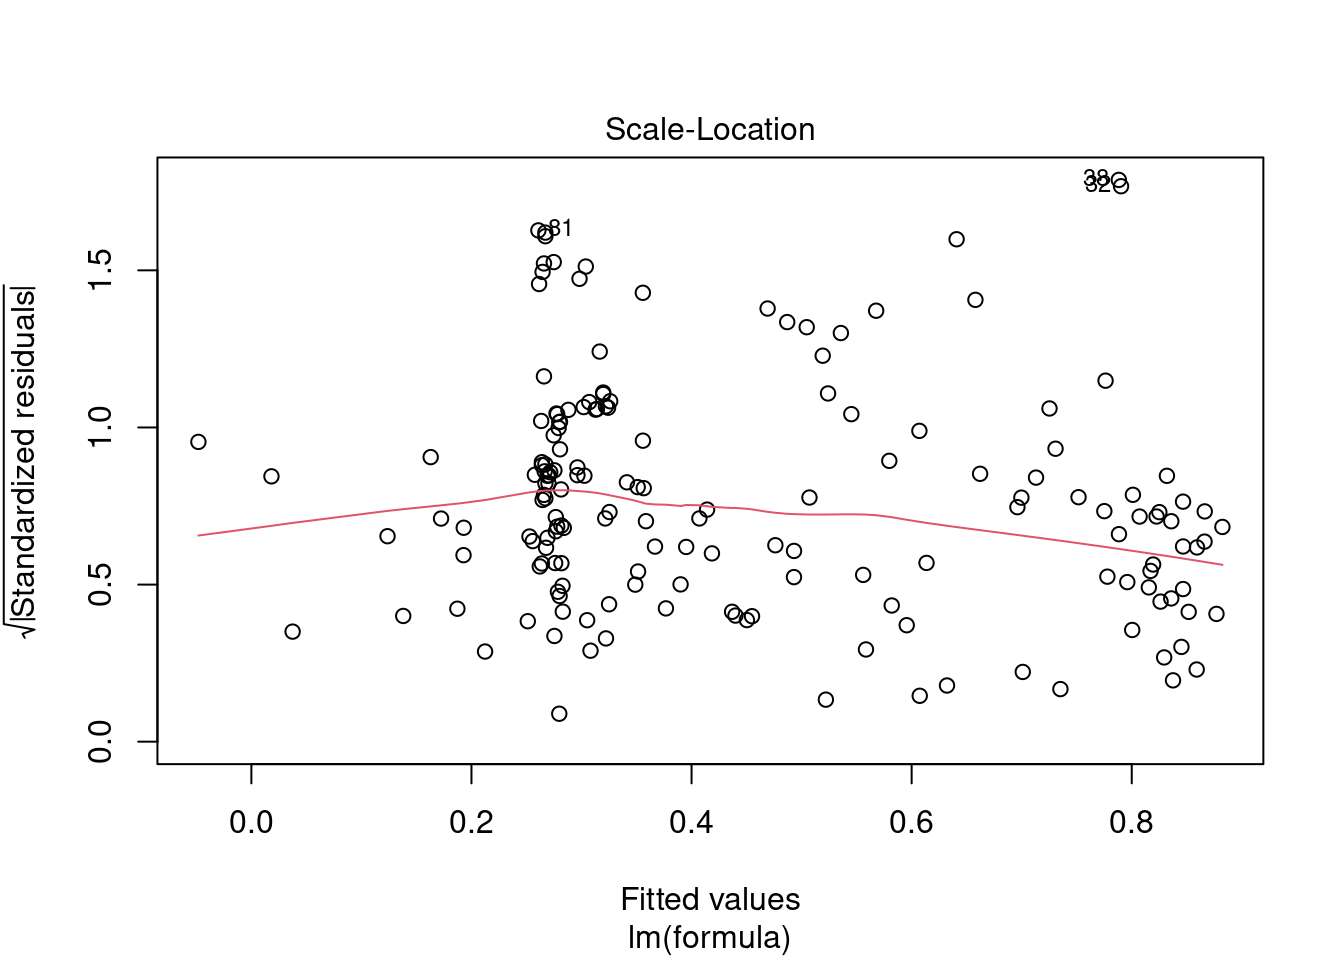 Scale-Location
√|Standardized residuals|
0.0 0.5 1.0 1.5
38
32
81
0.0 0.2 0.4 0.6 0.8
Fitted values
lm(formula)